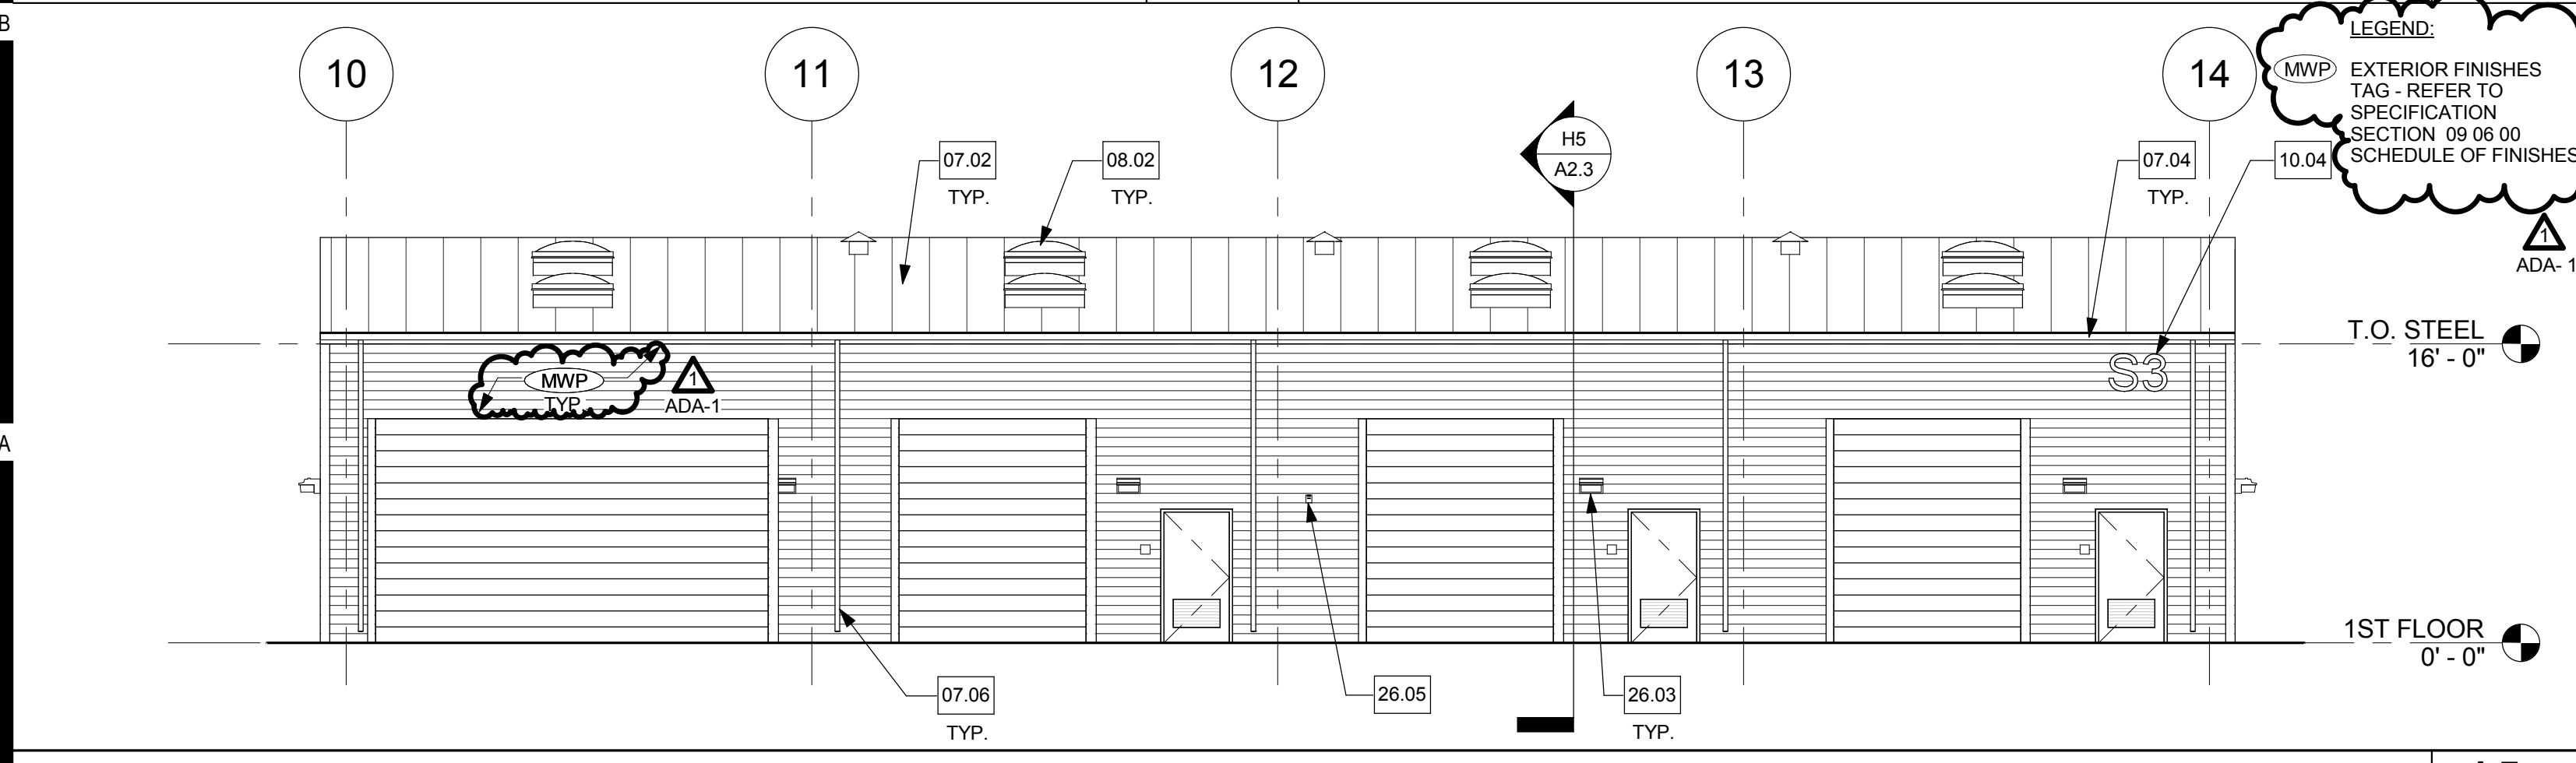 B
10
11
12
13
14
LEGEND:
MWP
EXTERIOR FINISHES
TAG - REFER TO
SPECIFICATION
SECTION 09 06 00
SCHEDULE OF FINISHES
1
ADA- 1
07.02
TYP.
08.02
TYP.
H5
A2.3
07.04
TYP.
10.04
T.O. STEEL
16' - 0"
MWP
TYP.
1
ADA-1
S3
A
1ST FLOOR
0' - 0"
07.06
TYP.
26.05
26.03
TYP.